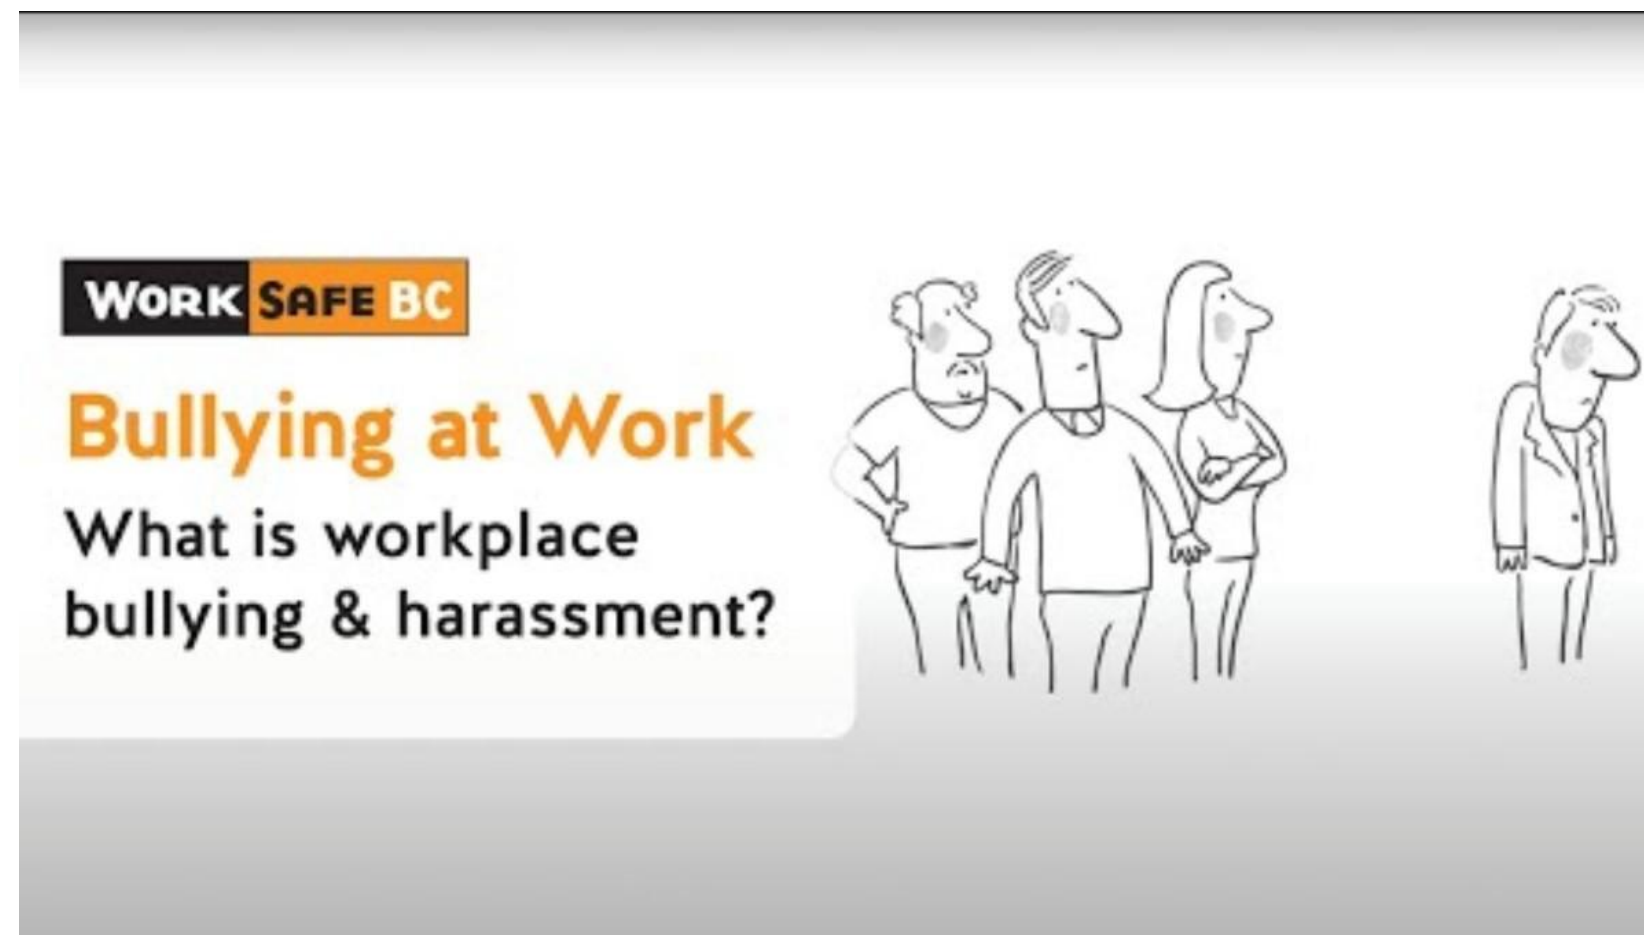 WORK SAFE BC
Bullying at Work
What is workplace
bullying & harassment?